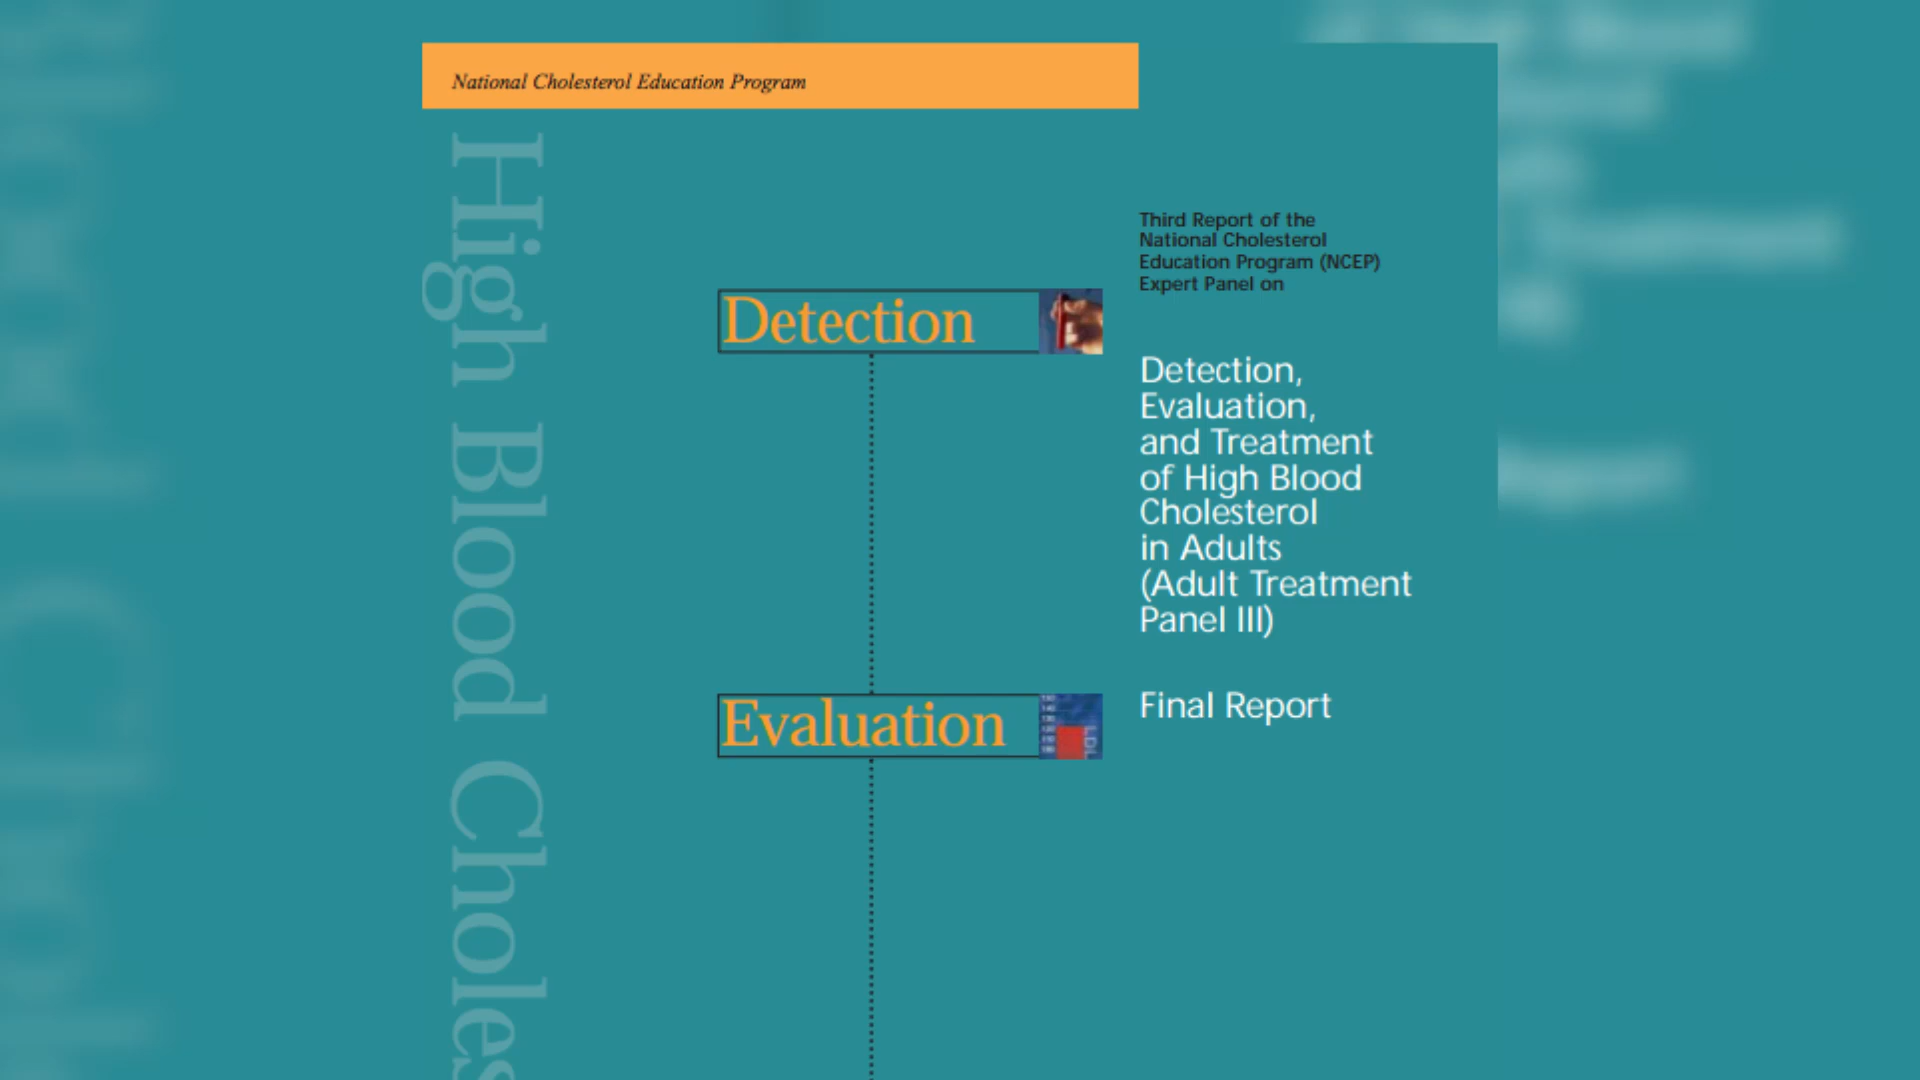 National Cholesterol Education Program
High Blood Choles
Third Report of the
National Cholesterol
Education Program (NCEP)
Expert Panel on
Detection
Detection,
Evaluation,
and Treatment
of High Blood
Cholesterol
in Adults
(Adult Treatment
Panel III)
Evaluation
Final Report